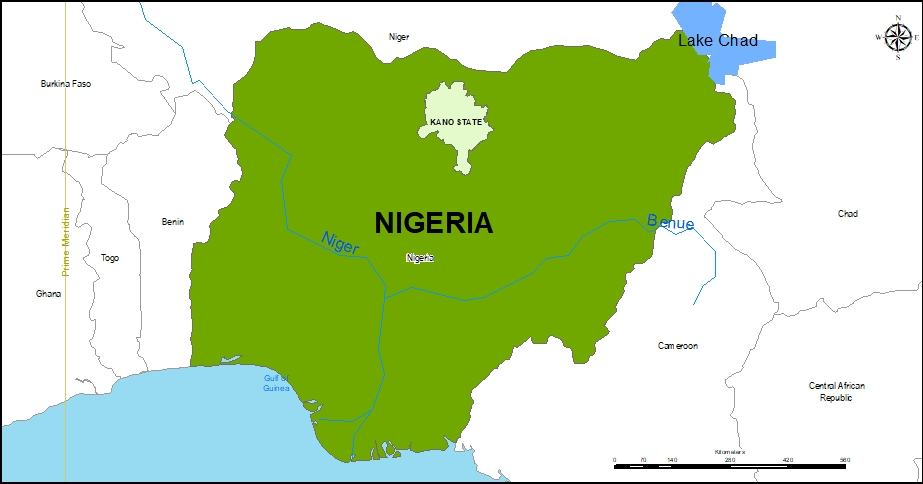 N
W E
S
Niger
Lake Chad
Burkina Faso
KANO STATE
Prime Meridian
Benin
NIGERIA
Benue
Chad
Niger
Nigeria
Togo
Ghana
Cameroon
Gulf of
Guinea
Central African
Republic
Kilometers
0 70 140 280 420 560